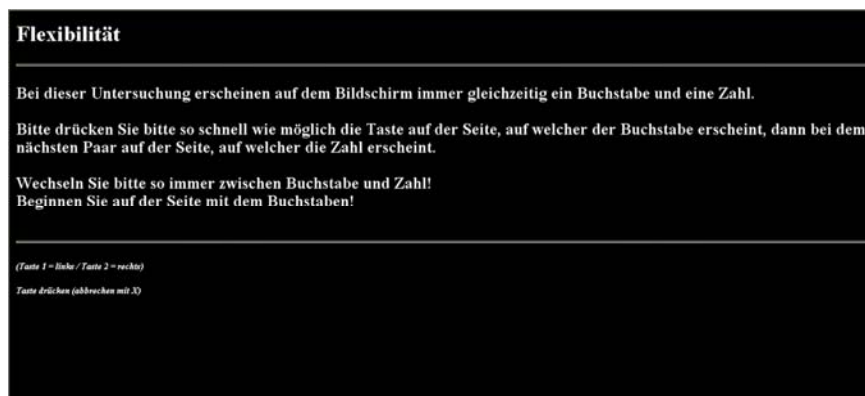 Flexibilität
Bei dieser Untersuchung erscheinen auf dem Bildschirm immer gleichzeitig ein Buchstabe und eine Zahl.
Bitte drücken Sie bitte so schnell wie möglich die Taste auf der Seite, auf welcher der Buchstabe erscheint, dann bei dem
nächsten Paar auf der Seite, auf welcher die Zahl erscheint.
Wechseln Sie bitte so immer zwischen Buchstabe und Zahl!
Beginnen Sie auf der Seite mit dem Buchstaben!
(Taste 1 = links / Taste 2 = rechts)
Taste drücken (abbrechen mit X)